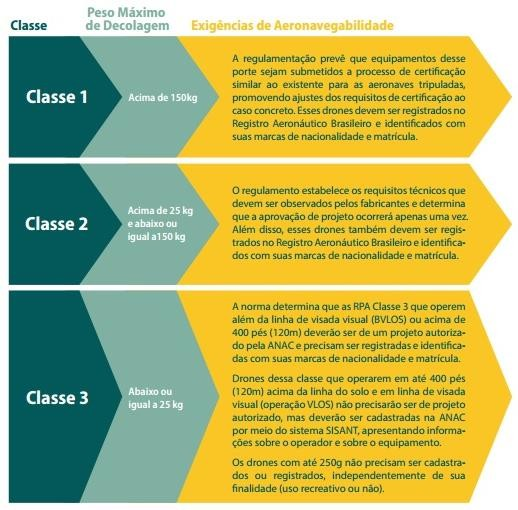 Classe
Peso Máximo
de Decolagem
Exigências de Aeronavegabilidade
Classe 1
Acima de 150kg
A regulamentação prevê que equipamentos desse
porte sejam submetidos a processo de certificação
similar ao existente para as aeronaves tripuladas,
promovendo ajustes dos requisitos de certificação ao
caso concreto. Esses drones devem ser registrados no
Registro Aeronáutico Brasileiro e identificados com
suas marcas de nacionalidade e matrícula.
Classe 2
Acima de 25 kg
e abaixo ou
igual a150 kg
O regulamento estabelece os requisitos técnicos que
devem ser observados pelos fabricantes e determina
que a aprovação de projeto ocorrerá apenas uma vez.
Além disso, esses drones também devem ser regis-
trados no Registro Aeronáutico Brasileiro e identifica-
dos com suas marcas de nacionalidade e matrícula.
Classe 3
Abaixo ou
igual a 25 kg
A norma determina que as RPA Classe 3 que operem
além da linha de visada visual (BVLOS) ou acima de
400 pés (120m) deverão ser de um projeto autoriza-
do pela ANAC e precisam ser registradas e identifica-
das com suas marcas de nacionalidade e matrícula.
Drones dessa classe que operarem em até 400 pés
(120m) acima da linha do solo e em linha de visada
visual (operação VLOS) não precisarão ser de projeto
autorizado, mas deverão ser cadastradas na ANAC
por meio do sistema SISANT, apresentando informa-
ções sobre o operador e sobre o equipamento.
Os drones com até 250g não precisam ser cadastra-
dos ou registrados, independentemente de sua
finalidade (uso recreativo ou não).